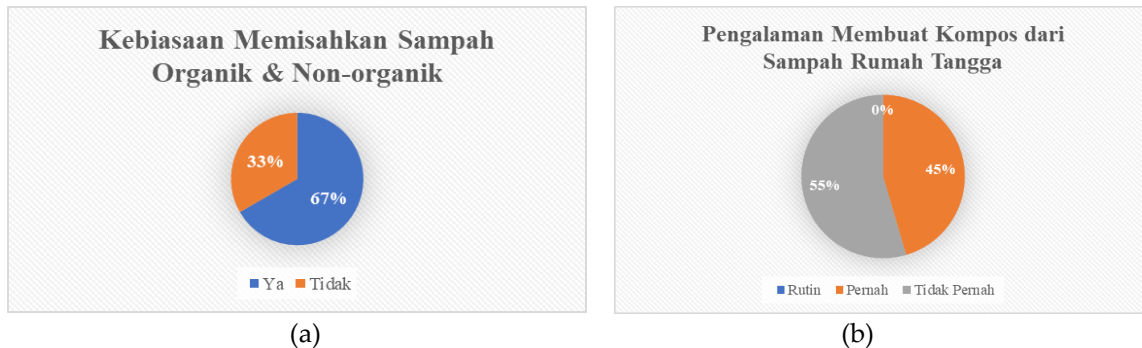 Kebiasaan Memisahkan Sampah
Organik & Non-organik
33%
67%
Ya Tidak
(a)
Pengalaman Membuat Kompos dari
Sampah Rumah Tangga
0%
45%
55%
Rutin Pernah Tidak Pernah
(b)